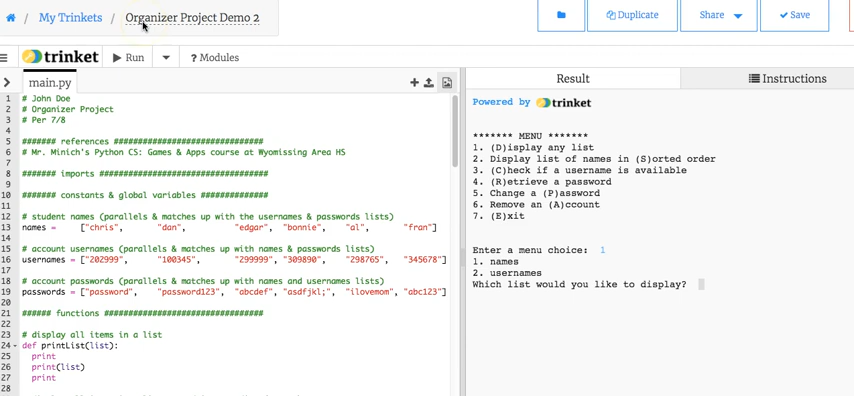 / My Trinkets / Organizer Project Demo 2
Duplicate Share Save
trinket Run ? Modules
main.py
1 # John Doe
2 # Organizer Project
3 # Per 7/8
4
5 ####### references ##############################
6 # Mr. Minich's Python CS: Games & Apps course at Wyomissing Area HS
7
8 ####### imports #################################
9
10 ####### constants & global variables #############
11
12 # student names (parallels & matches up with the usernames & passwords lists)
13 names = ["chris", "dan", "edgar", "bonnie", "al", "fran"]
14
15 # account usernames (parallels & matches up with names & passwords lists)
16 usernames = ["202999", "100345", "299999", "309890", "298765", "345678"]
17
18 # account passwords (parallels & matches up with names and usernames lists)
19 passwords = ["password", "password123", "abcdef", "asdfjkl;", "ilovemom", "abc123"]
20
21 ###### functions ################################
22
23 # display all items in a list
24 def printList(list):
25 print
26 print(list)
27 print
28
Result Instructions
Powered by trinket
******* MENU *******
1. (D)isplay any list
2. Display list of names in (S)orted order
3. (C)heck if a username is available
4. (R)etrieve a password
5. Change a (P)assword
6. Remove an (A)ccount
7. (E)xit
Enter a menu choice: 1
1. names
2. usernames
Which list would you like to display?